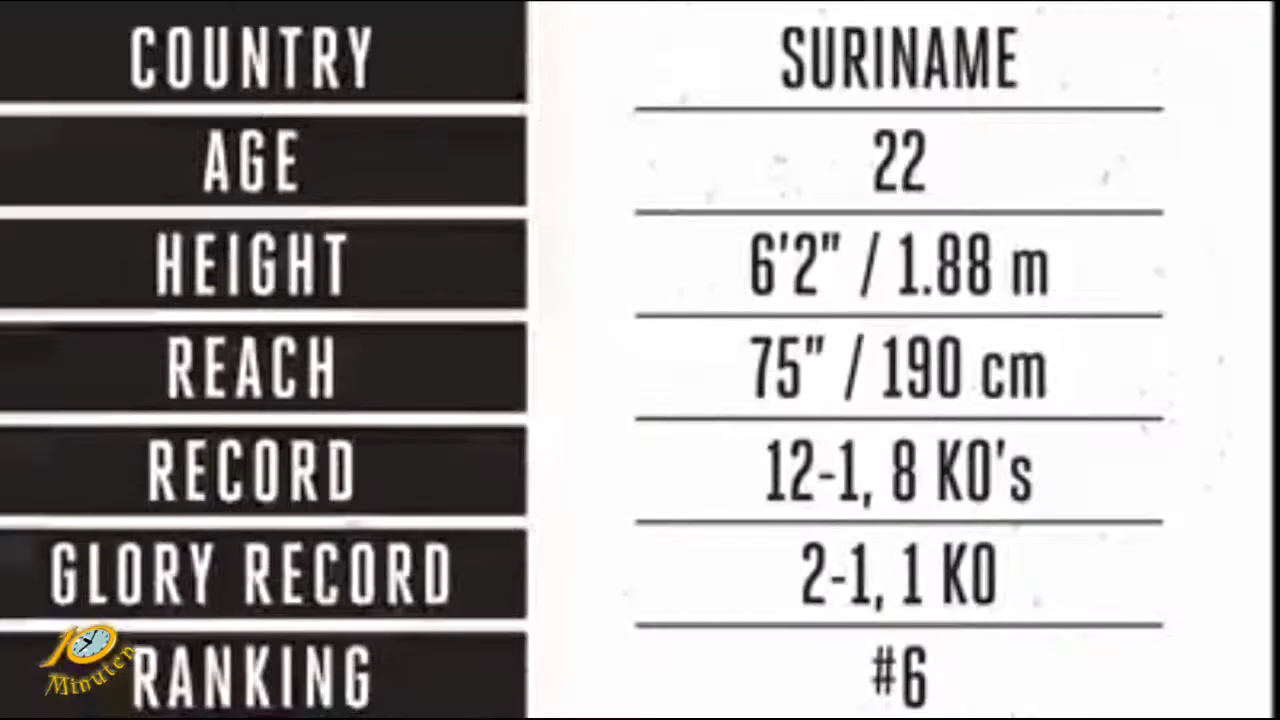 COUNTRY SURINAME
AGE 22
HEIGHT 6'2" / 1.88 m
REACH 75" / 190 cm
RECORD 12-1, 8 KO's
GLORY RECORD 2-1, 1 KO
RANKING #6
10 Minuten